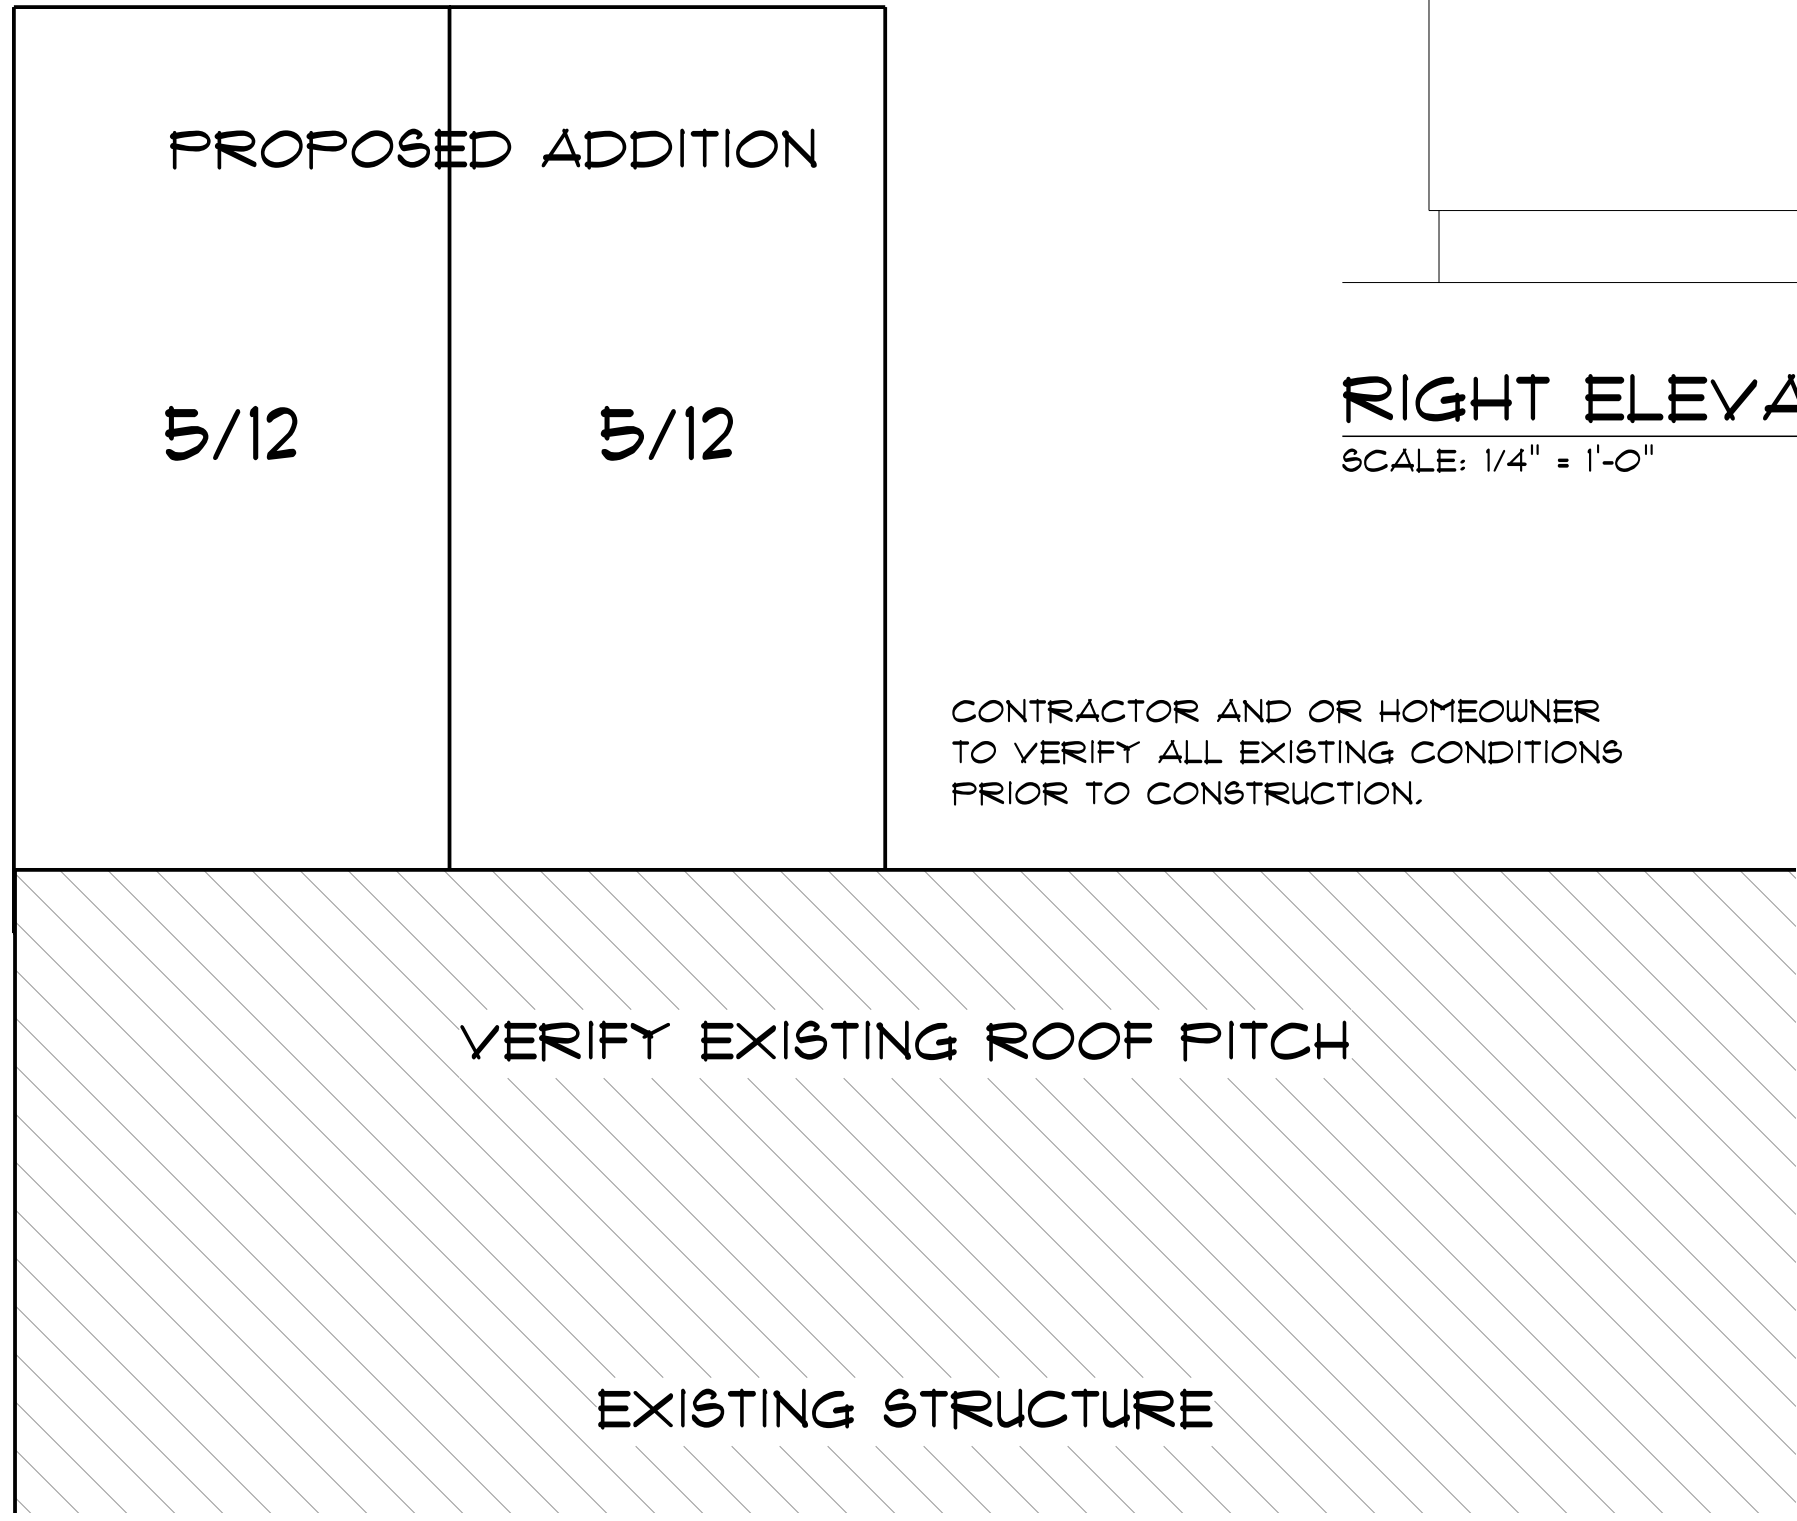 PROPOSED ADDITION
5/12
5/12
RIGHT ELEVA
SCALE: 1/4" = 1'-0"
CONTRACTOR AND OR HOMEOWNER
TO VERIFY ALL EXISTING CONDITIONS
PRIOR TO CONSTRUCTION.
VERIFY EXISTING ROOF PITCH
EXISTING STRUCTURE